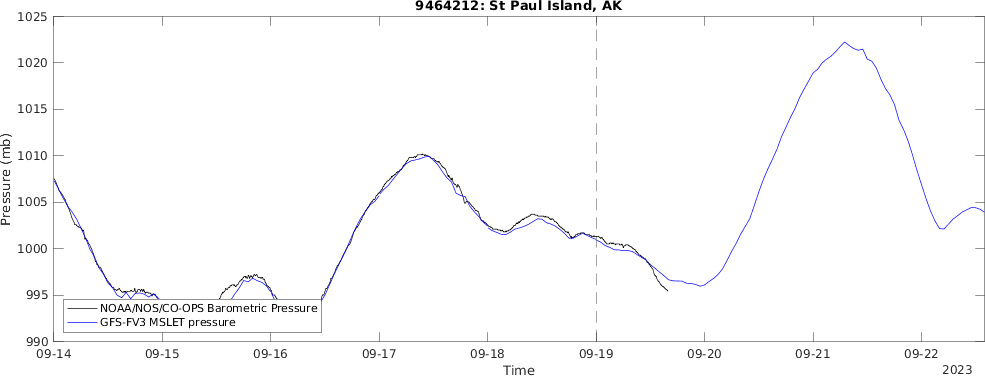 9464212: St Paul Island, AK
Pressure (mb)
1025
1020
1015
1010
1005
1000
995
990
NOAA/NOS/CO-OPS Barometric Pressure
GFS-FV3 MSLET pressure
09-14 09-15 09-16 09-17 09-18 09-19 09-20 09-21 09-22
Time
2023